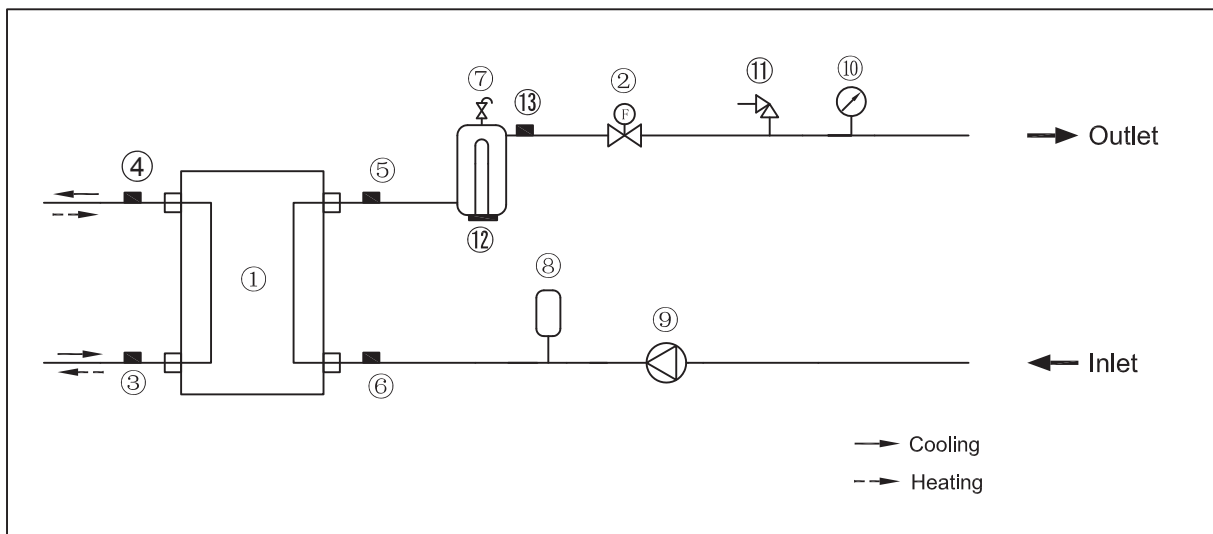 ⑦ ⑬ ② ⑪ ⑩
F
Outlet
④ ⑤
⑫
①
⑧
⑨
Inlet
③ ⑥
Cooling
Heating